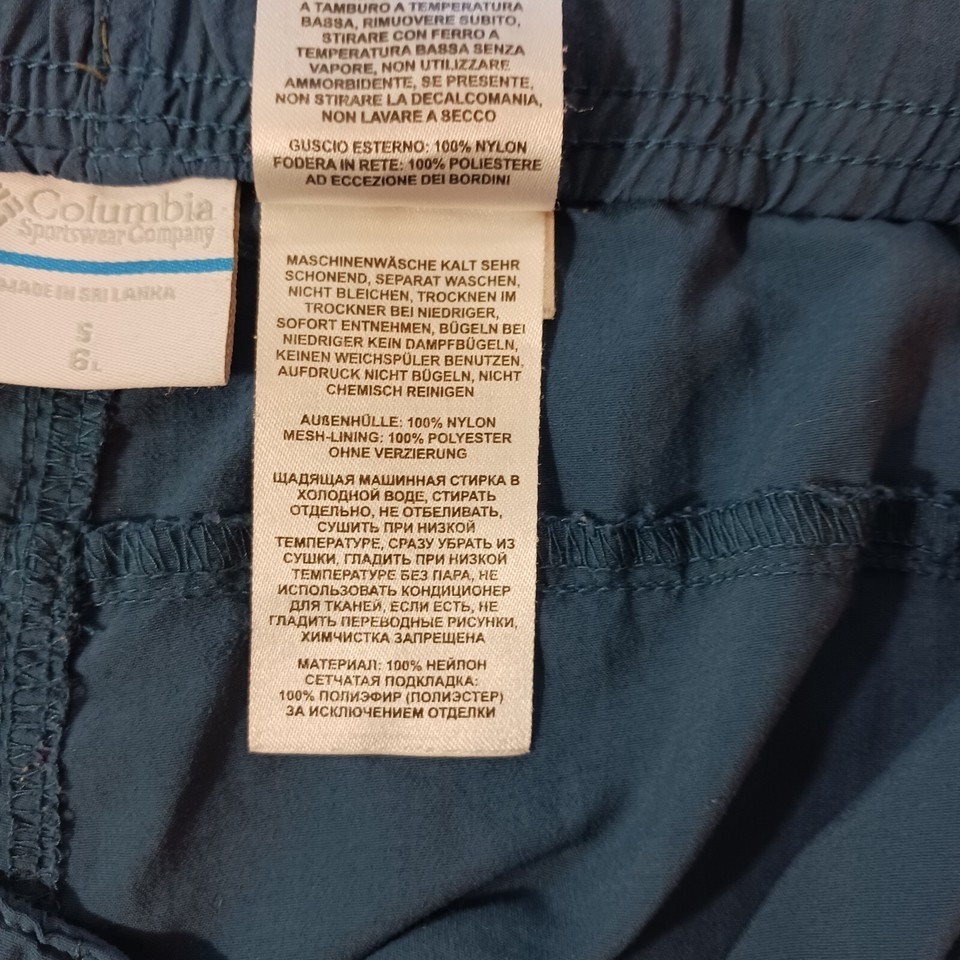 A TAMBURO A TEMPERATURA
BASSA, RIMUOVERE SUBITO,
STIRARE CON FERRO A
TEMPERATURA BASSA SENZA
VAPORE, NON UTILIZZARE
AMMORBIDENTE, SE PRESENTE,
NON STIRARE LA DECALCOMANIA,
NON LAVARE A SECCO
GUSCIO ESTERNO: 100% NYLON
FODERA IN RETE: 100% POLIESTERE
AD ECCEZIONE DEI BORDINI
Columbia
Sportswear Company
MADE IN SRI LANKA
S
6L
MASCHINENWÄSCHE KALT SEHR
SCHONEND, SEPARAT WASCHEN,
NICHT BLEICHEN, TROCKNEN IM
TROCKNER BEI NIEDRIGER,
SOFORT ENTNEHMEN, BÜGELN BEI
NIEDRIGER KEIN DAMPFBÜGELN,
KEINEN WEICHSPÜLER BENUTZEN,
AUFDRUCK NICHT BÜGELN, NICHT
CHEMISCH REINIGEN
AUßENHÜLLE: 100% NYLON
MESH-LINING: 100% POLYESTER
OHNE VERZIERUNG
ЩАДЯЩАЯ МАШИННАЯ СТИРКА В
ХОЛОДНОЙ ВОДЕ, СТИРАТЬ
ОТДЕЛЬНО, НЕ ОТБЕЛИВАТЬ,
СУШИТЬ ПРИ НИЗКОЙ
ТЕМПЕРАТУРЕ, СРАЗУ УБРАТЬ ИЗ
СУШКИ, ГЛАДИТЬ ПРИ НИЗКОЙ
ТЕМПЕРАТУРЕ БЕЗ ПАРА, НЕ
ИСПОЛЬЗОВАТЬ КОНДИЦИОНЕР
ДЛЯ ТКАНЕЙ, ЕСЛИ ЕСТЬ, НЕ
ГЛАДИТЬ ПЕРЕВОДНЫЕ РИСУНКИ,
ХИМЧИСТКА ЗАПРЕЩЕНА
МАТЕРИАЛ: 100% НЕЙЛОН
СЕТЧАТАЯ ПОДКЛАДКА:
100% ПОЛИЭФИР (ПОЛИЭСТЕР)
ЗА ИСКЛЮЧЕНИЕМ ОТДЕЛКИ